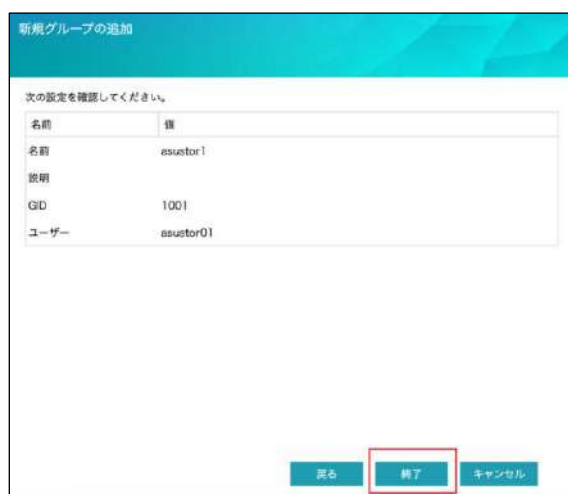 新規グループの追加
次の設定を確認してください。
名前 値
名前 asustor1
説明
GID 1001
ユーザー asustor01
戻る 終了 キャンセル